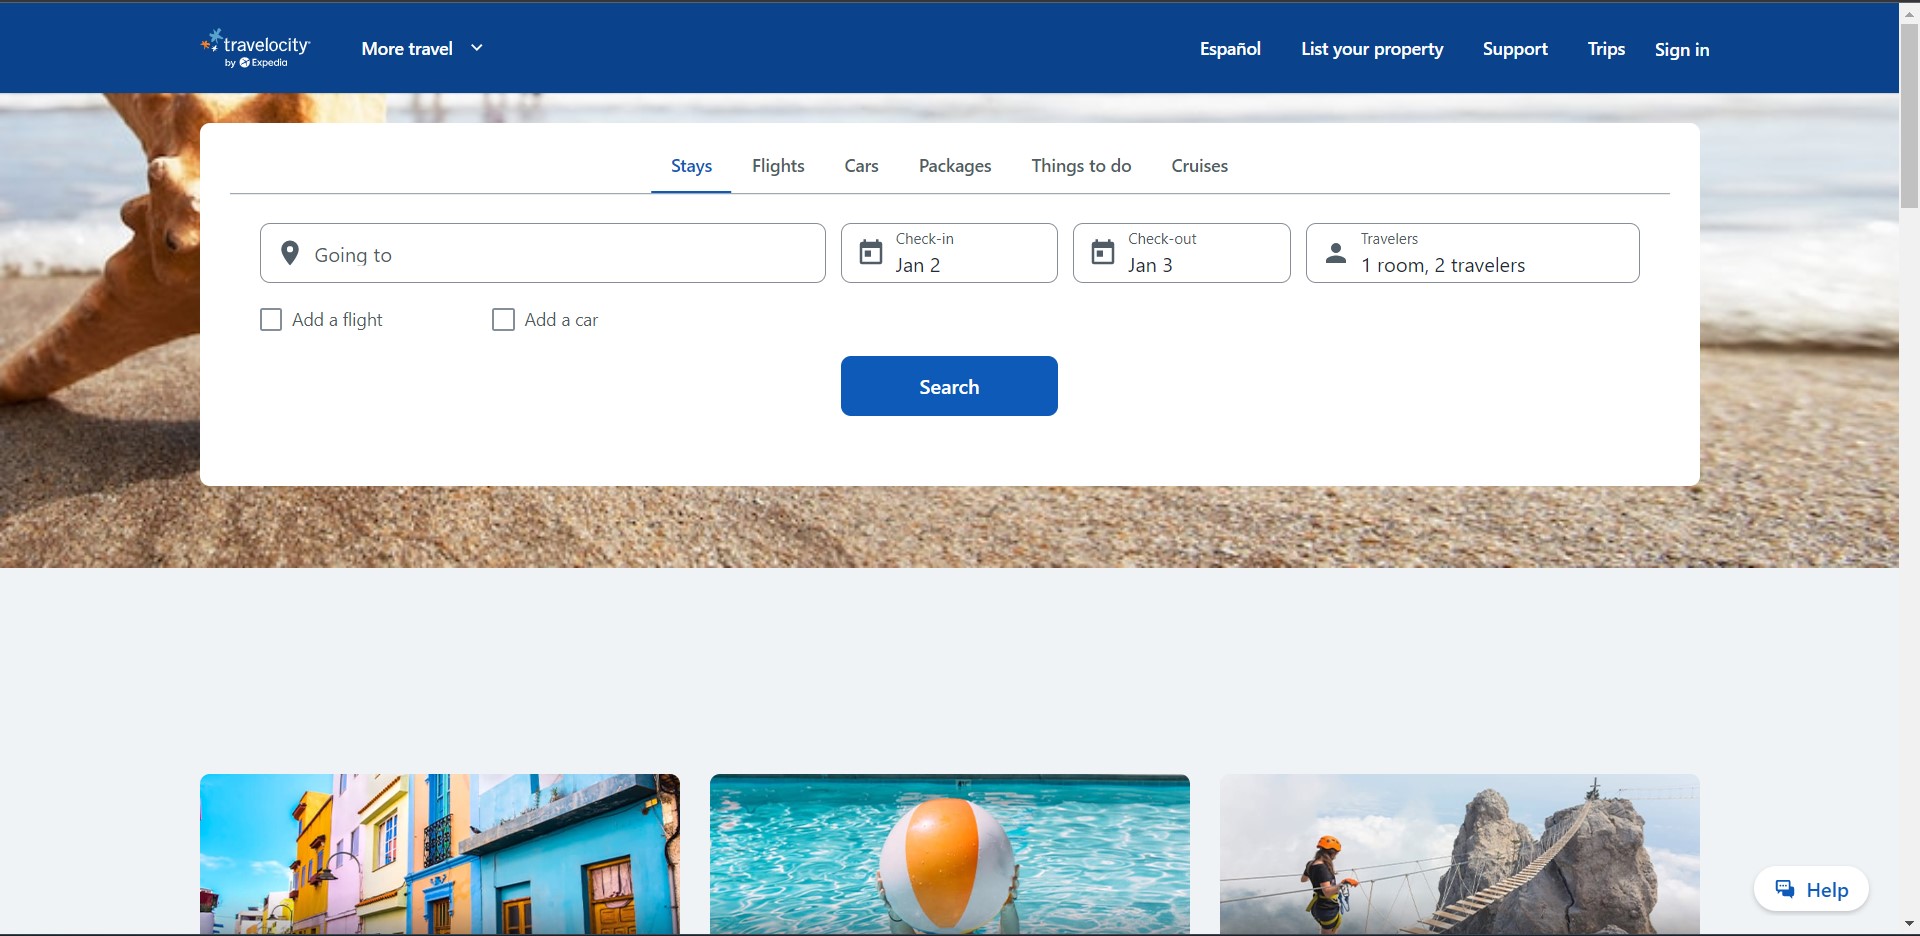 travelocity
by Expedia
More travel
Español
List your property
Support
Trips
Sign in
Stays
Flights
Cars
Packages
Things to do
Cruises
Going to
Check-in
Jan 2
Check-out
Jan 3
Travelers
1 room, 2 travelers
Add a flight
Add a car
Search
Help